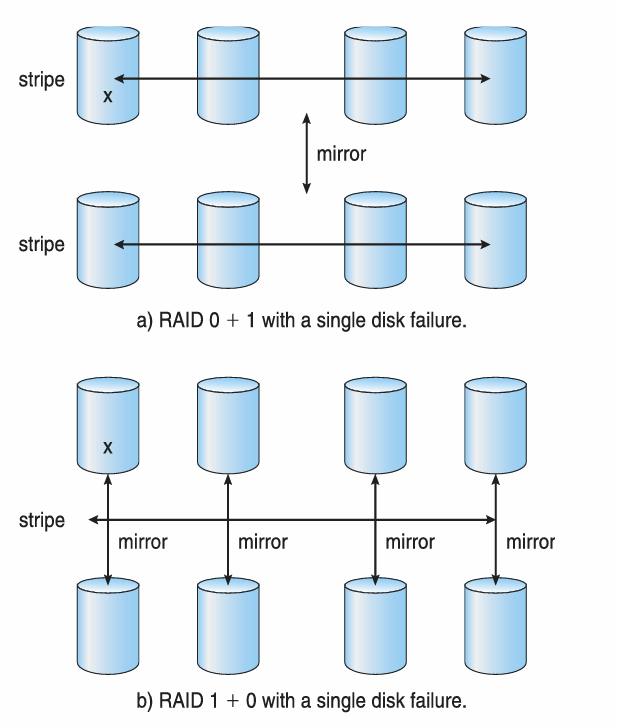 stripe
x
mirror
stripe
a) RAID 0 + 1 with a single disk failure.
x
stripe
mirror mirror mirror mirror
b) RAID 1 + 0 with a single disk failure.